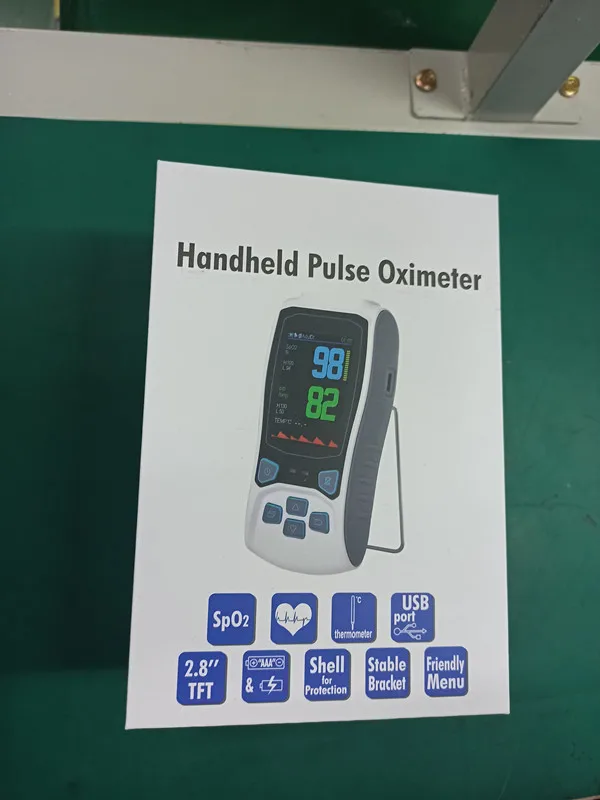 Handheld Pulse Oximeter
98
82
TEMP°C --.-
SpO2
°C
thermometer
USB
port
2.8”
TFT
"AAA"
&
Shell
for
Protection
Stable
Bracket
Friendly
Menu